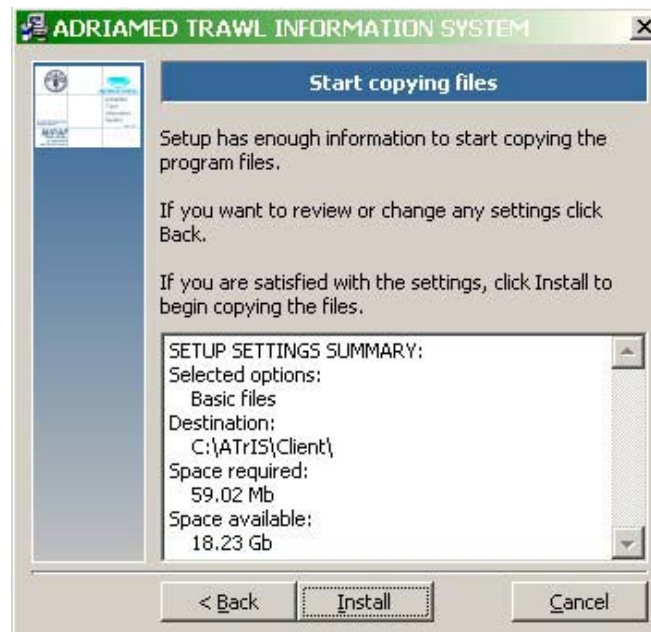 ADRIAMED TRAWL INFORMATION SYSTEM
Start copying files
Setup has enough information to start copying the
program files.
If you want to review or change any settings click
Back.
If you are satisfied with the settings, click Install to
begin copying the files.
SETUP SETTINGS SUMMARY:
Selected options:
Basic files
Destination:
C:\ATrIS\Client\
Space required:
59.02 Mb
Space available:
18.23 Gb
< Back
Install
Cancel